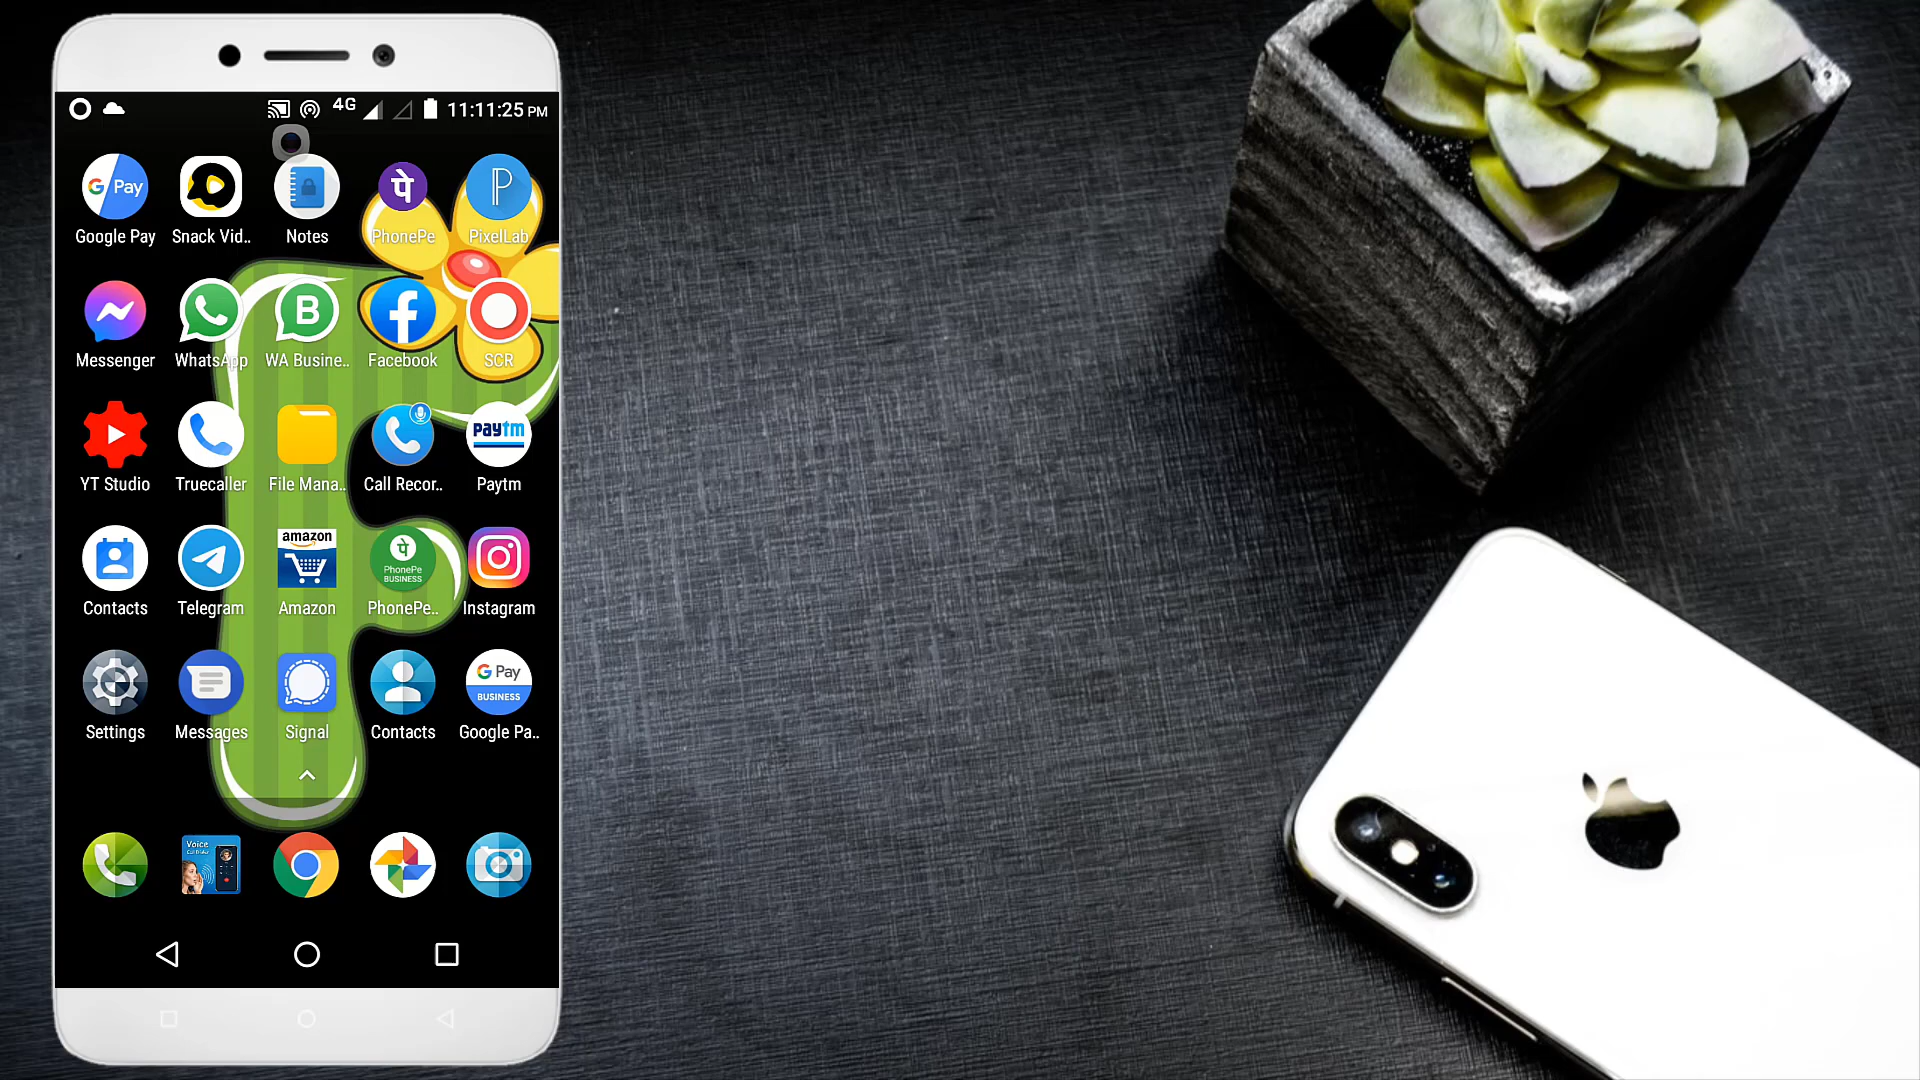 4G 11:11:25 PM
G Pay
पे
P
Google Pay Snack Vid.. Notes PhonePe PixelLab
B
f
Messenger WhatsApp WA Busine.. Facebook SCR
paytm
YT Studio Truecaller File Mana.. Call Recor.. Paytm
amazon
पे
PhonePe
BUSINESS
Contacts Telegram Amazon PhonePe.. Instagram
G Pay
BUSINESS
Settings Messages Signal Contacts Google Pa..
Voice